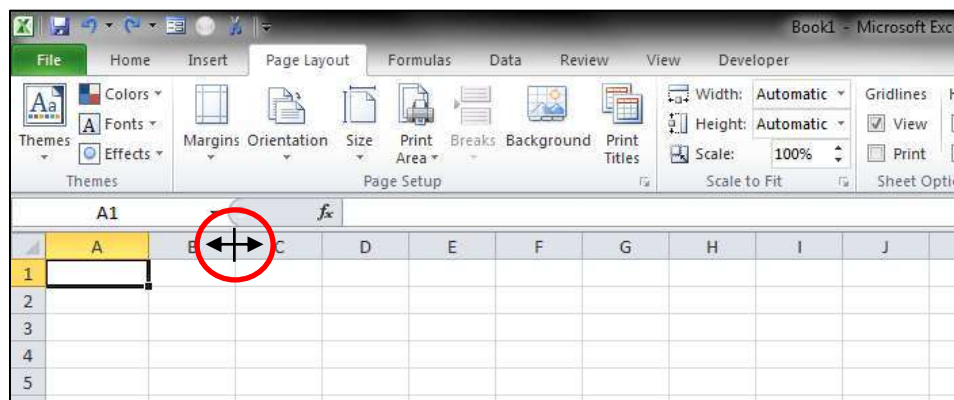 Book1 - Microsoft Exc
File Home Insert Page Layout Formulas Data Review View Developer
Colors Width: Automatic Gridlines H
Aa A Fonts Height: Automatic View
Themes Effects Margins Orientation Size Print Area Breaks Background Print Titles Scale: 100% Print
Themes Page Setup Scale to Fit Sheet Opti
A1 fx
A B C D E F G H I J
1
2
3
4
5